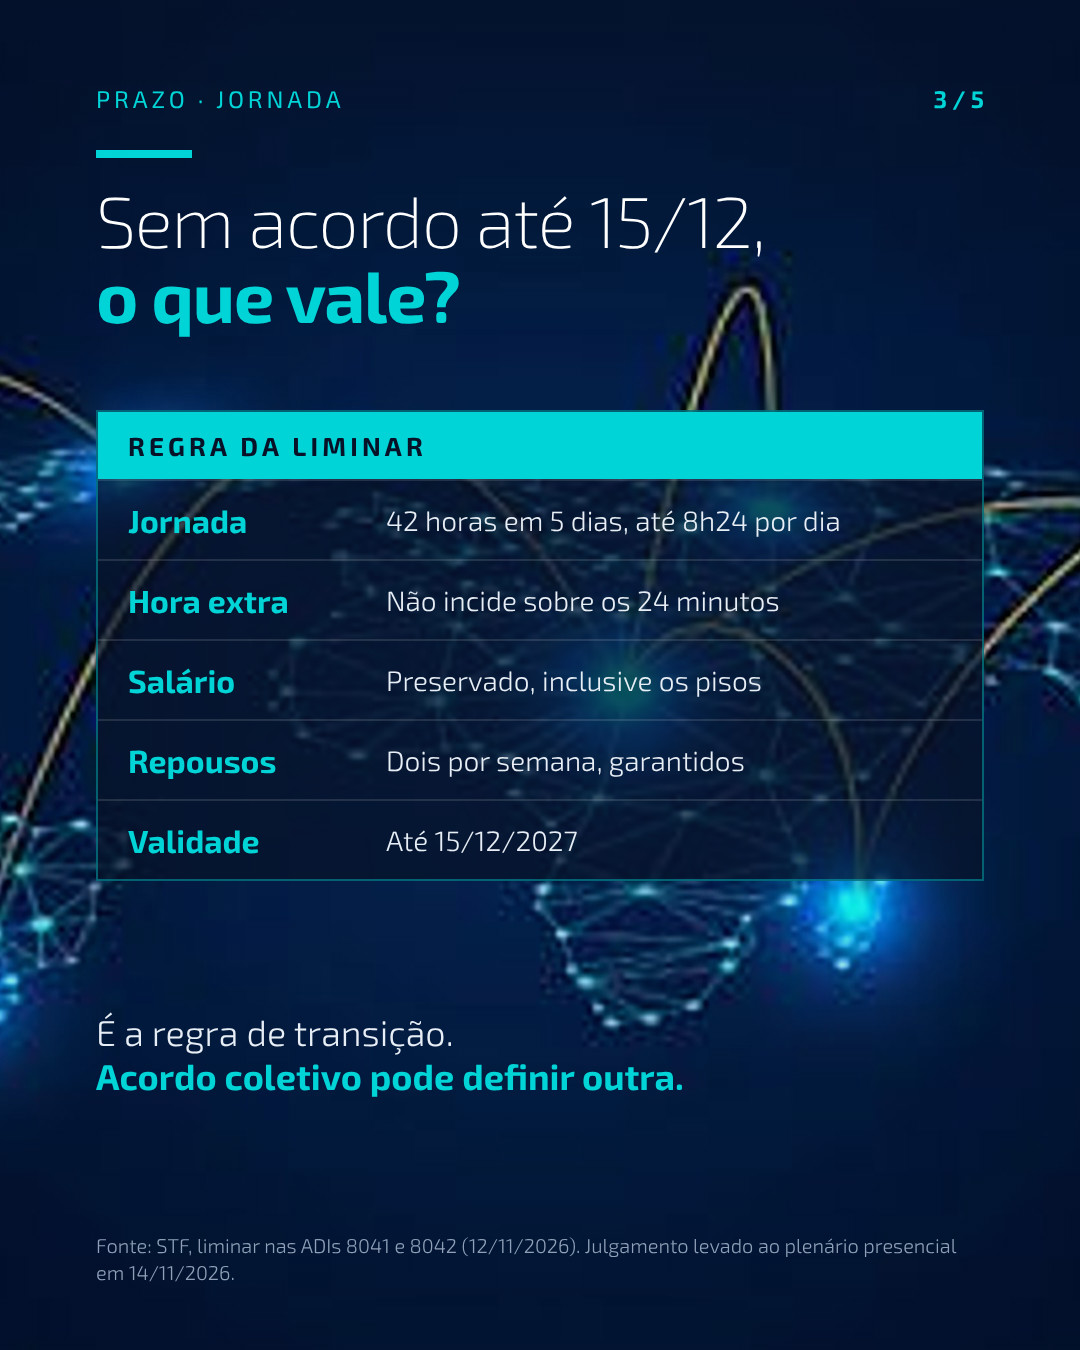 PRAZO · JORNADA
3/5
Sem acordo até 15/12,
o que vale?
REGRA DA LIMINAR
Jornada 42 horas em 5 dias, até 8h24 por dia
Hora extra Não incide sobre os 24 minutos
Salário Preservado, inclusive os pisos
Repousos Dois por semana, garantidos
Validade Até 15/12/2027
É a regra de transição.
Acordo coletivo pode definir outra.
Fonte: STF, liminar nas ADIs 8041 e 8042 (12/11/2026). Julgamento levado ao plenário presencial
em 14/11/2026.